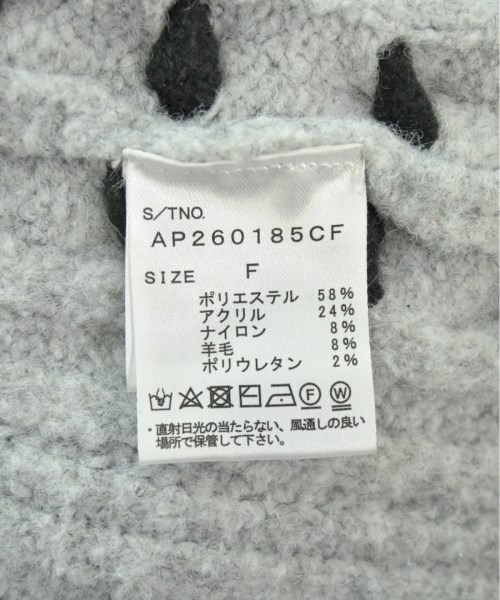 S/TNO.
AP260185CF
SIZE F
ポリエステル 58%
アクリル 24%
ナイロン 8%
羊毛 8%
ポリウレタン 2%
F W
・直射日光の当たらない、風通しの良い
場所で保管して下さい。